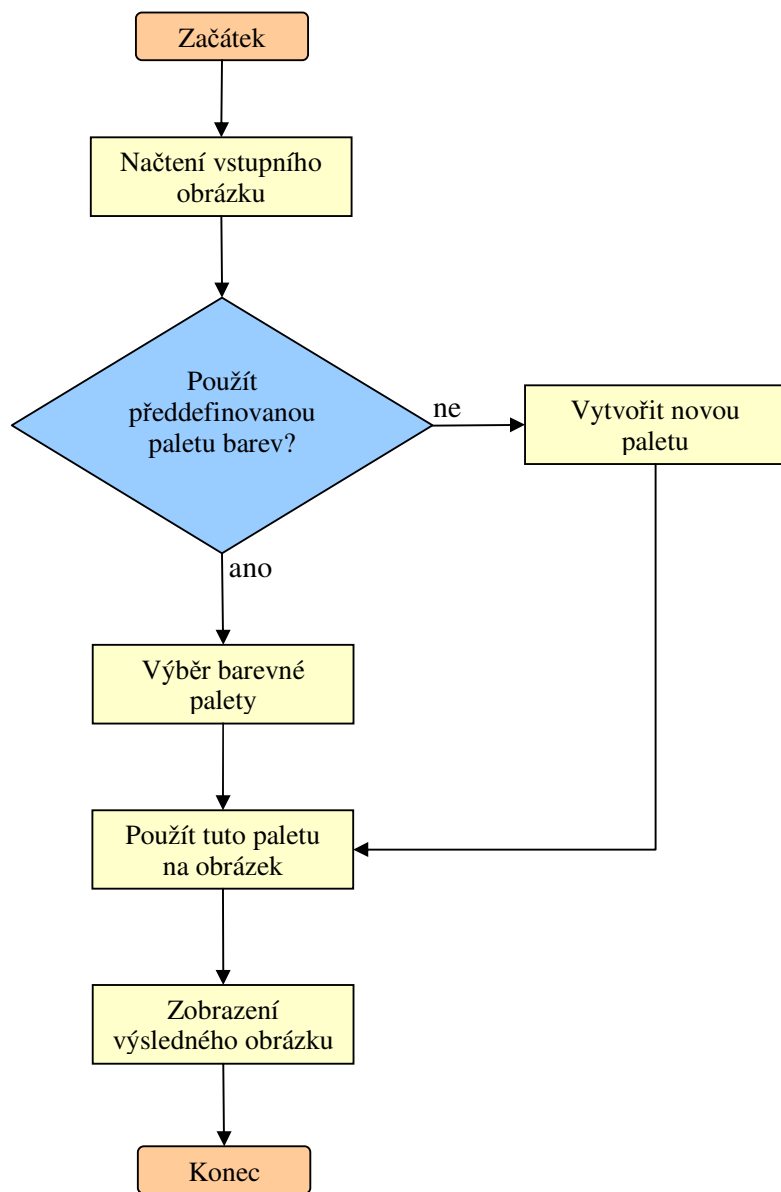 Začátek
Načtení vstupního
obrázku
Použít
předdefinovanou
paletu barev?
ne
Vytvořit novou
paletu
ano
Výběr barevné
palety
Použít tuto paletu
na obrázek
Zobrazení
výsledného obrázku
Konec